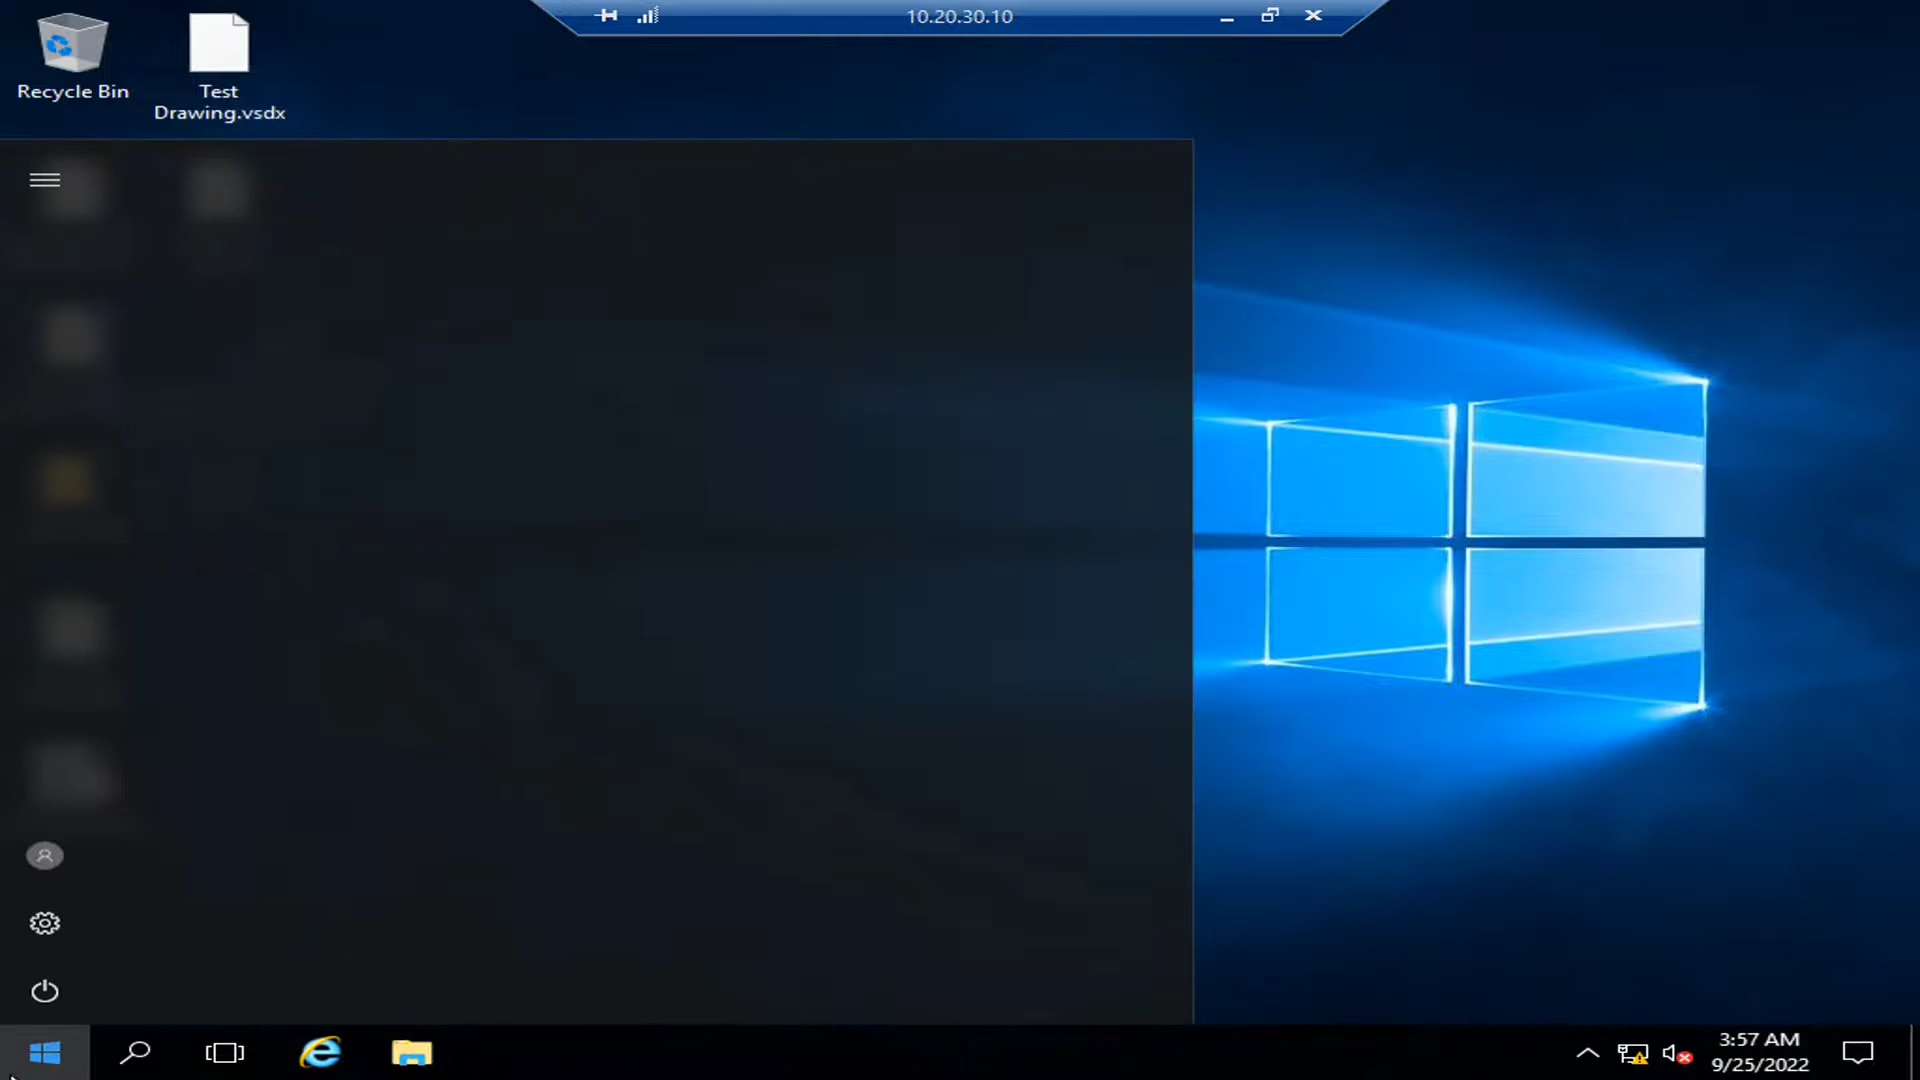 10.20.30.10
Recycle Bin
Test
Drawing.vsdx
3:57 AM
9/25/2022